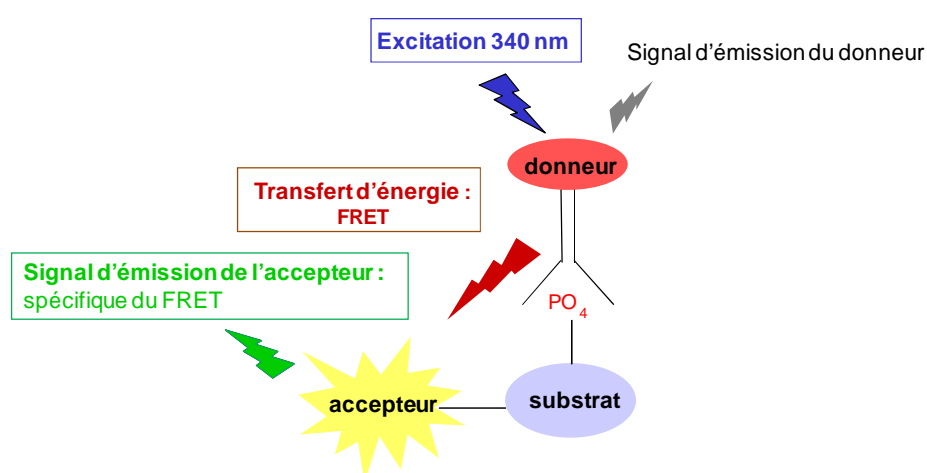 Excitation 340 nm
Signal d'émission du donneur
donneur
Transfert d'énergie :
FRET
Signal d'émission de l'accepteur :
spécifique du FRET
PO4
accepteur
substrat